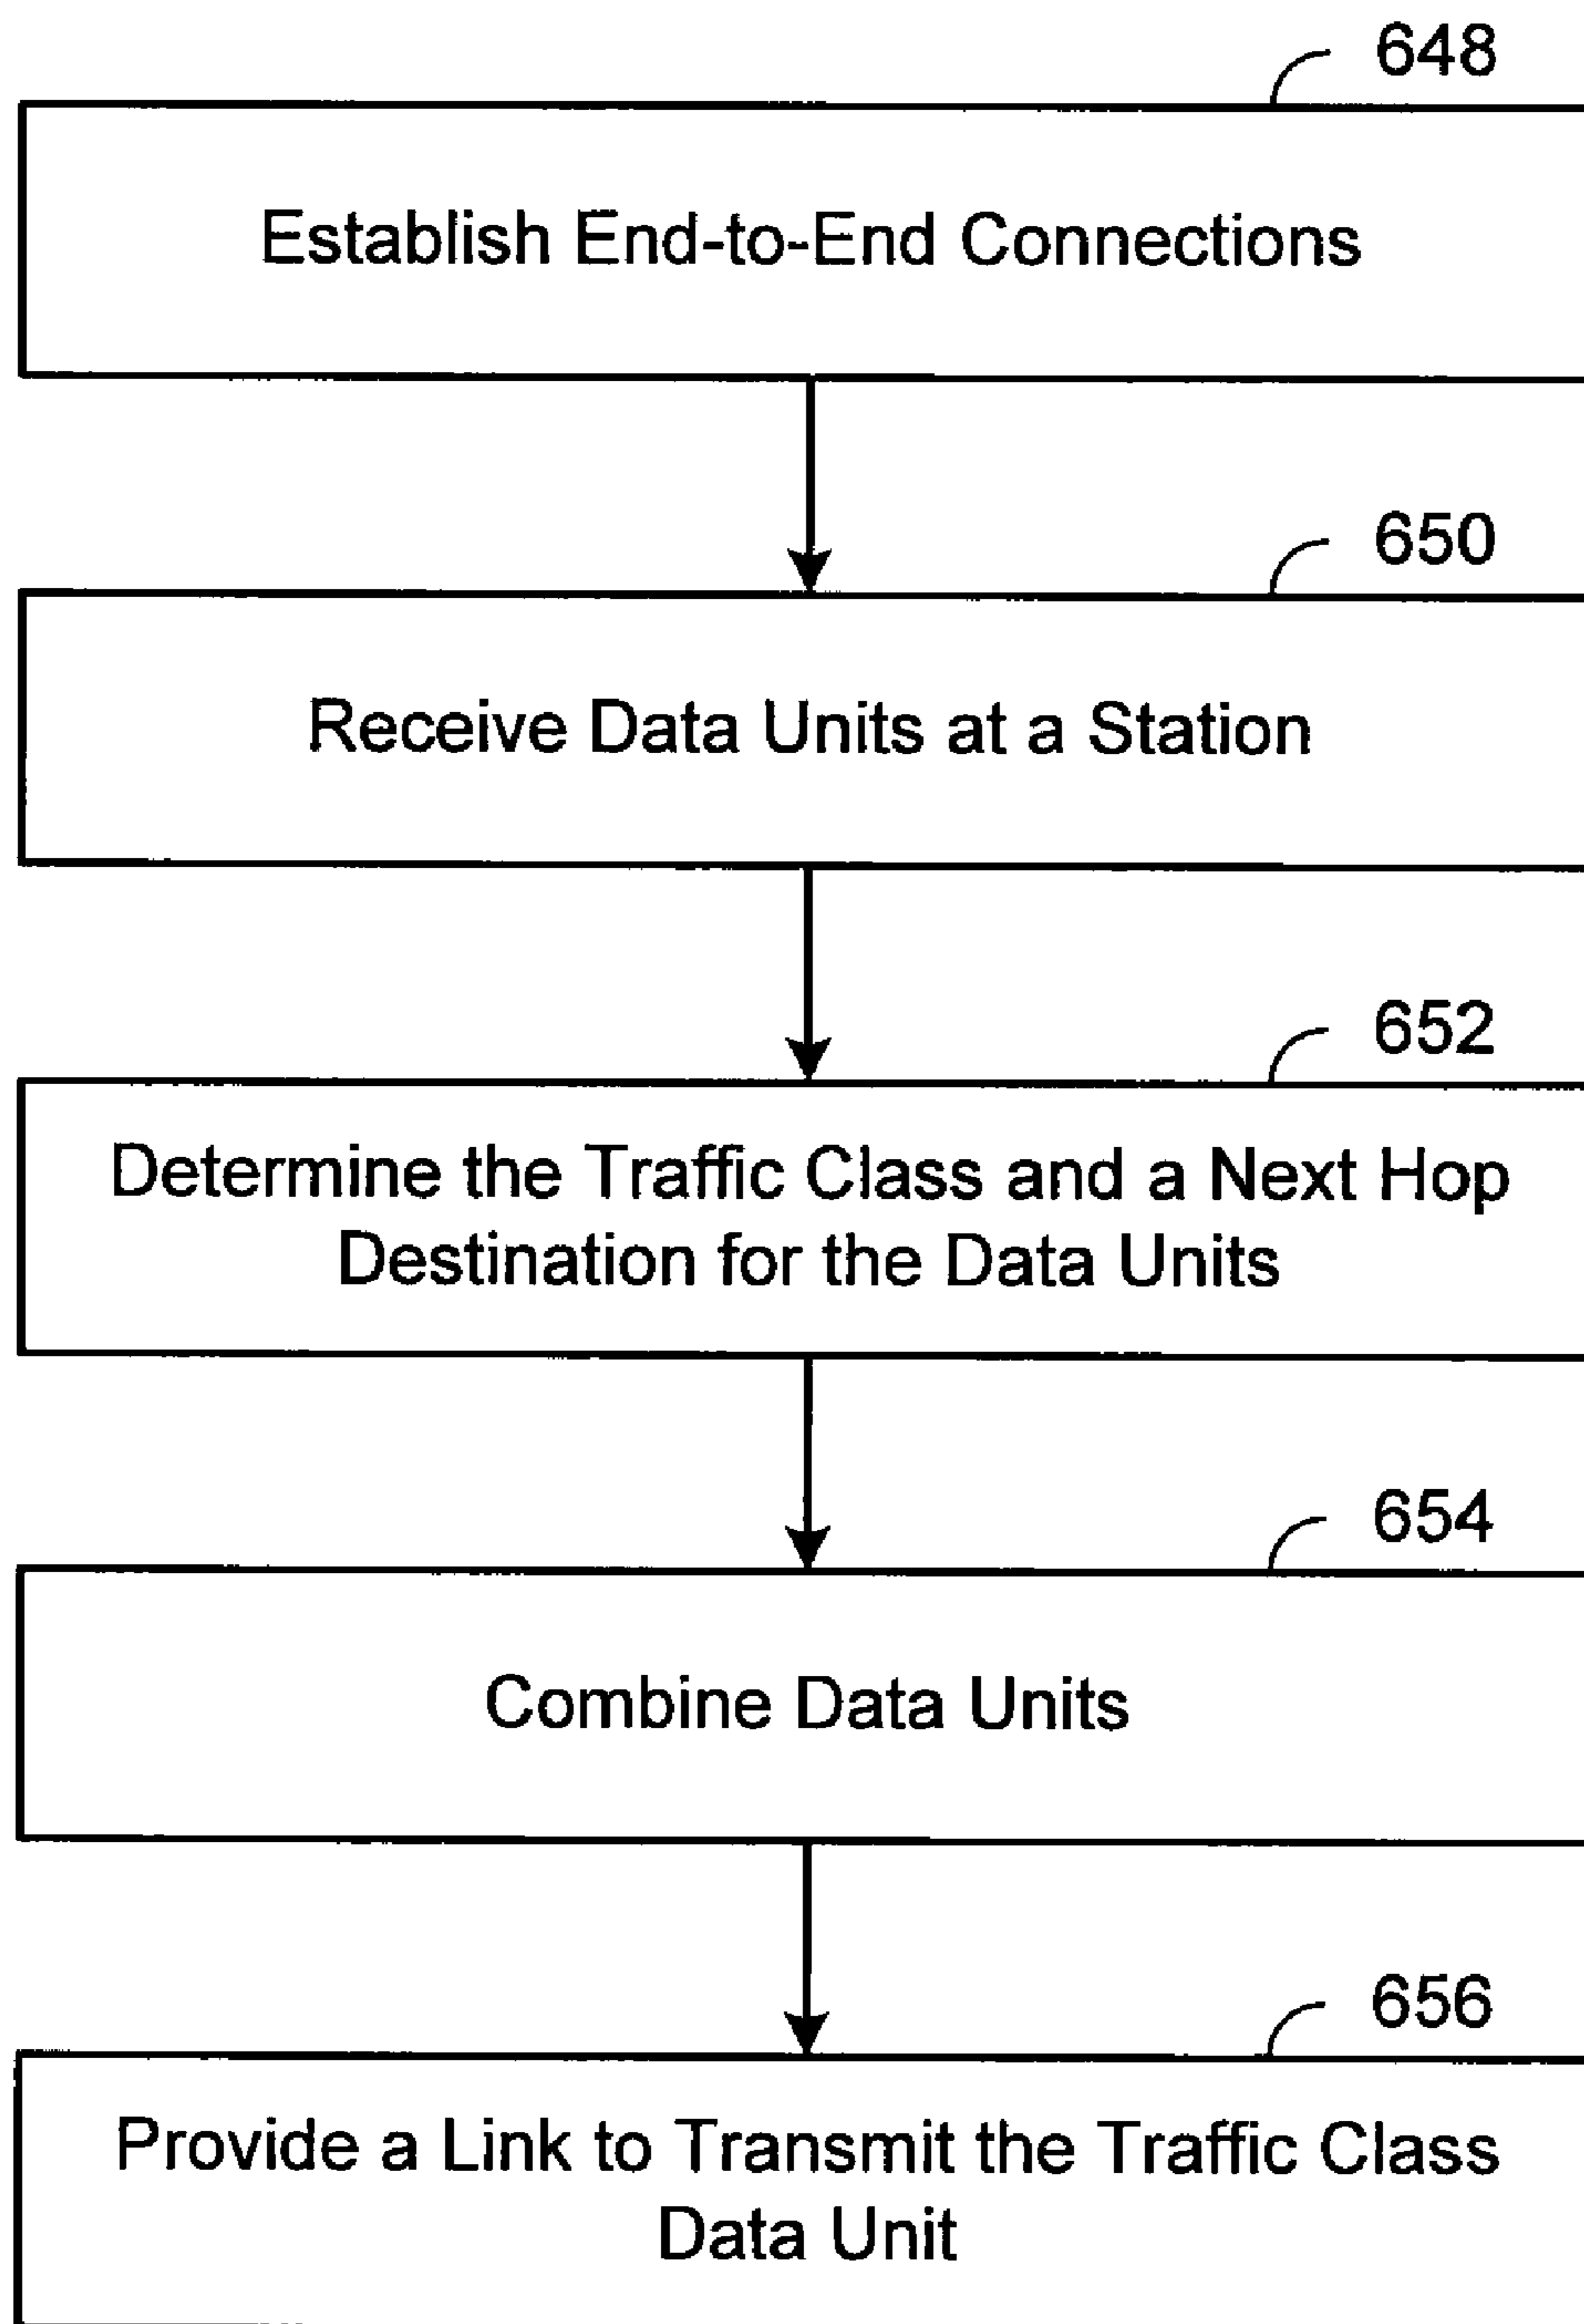 648
Establish End-to-End Connections
650
Receive Data Units at a Station
652
Determine the Traffic Class and a Next Hop
Destination for the Data Units
654
Combine Data Units
656
Provide a Link to Transmit the Traffic Class
Data Unit